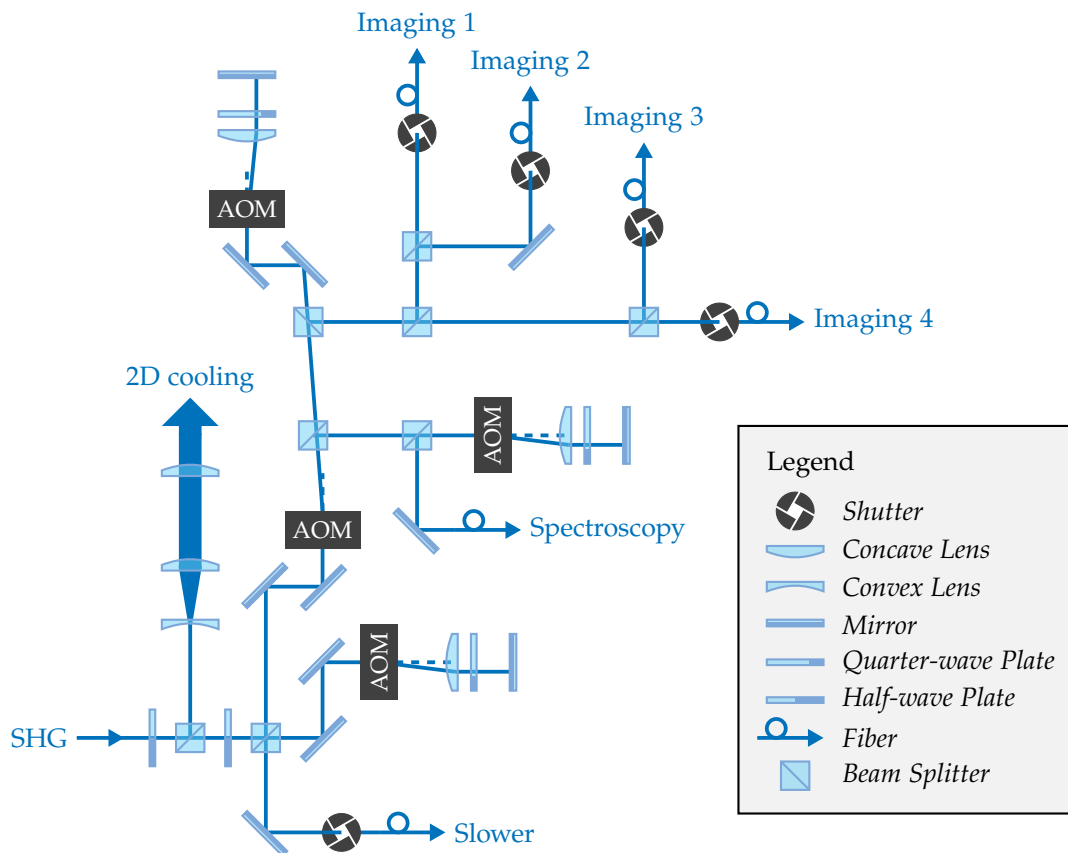 Imaging 1
Imaging 2
Imaging 3
AOM
Imaging 4
2D cooling
AOM
AOM
Spectroscopy
AOM
SHG
Slower
Legend
Shutter
Concave Lens
Convex Lens
Mirror
Quarter-wave Plate
Half-wave Plate
Fiber
Beam Splitter